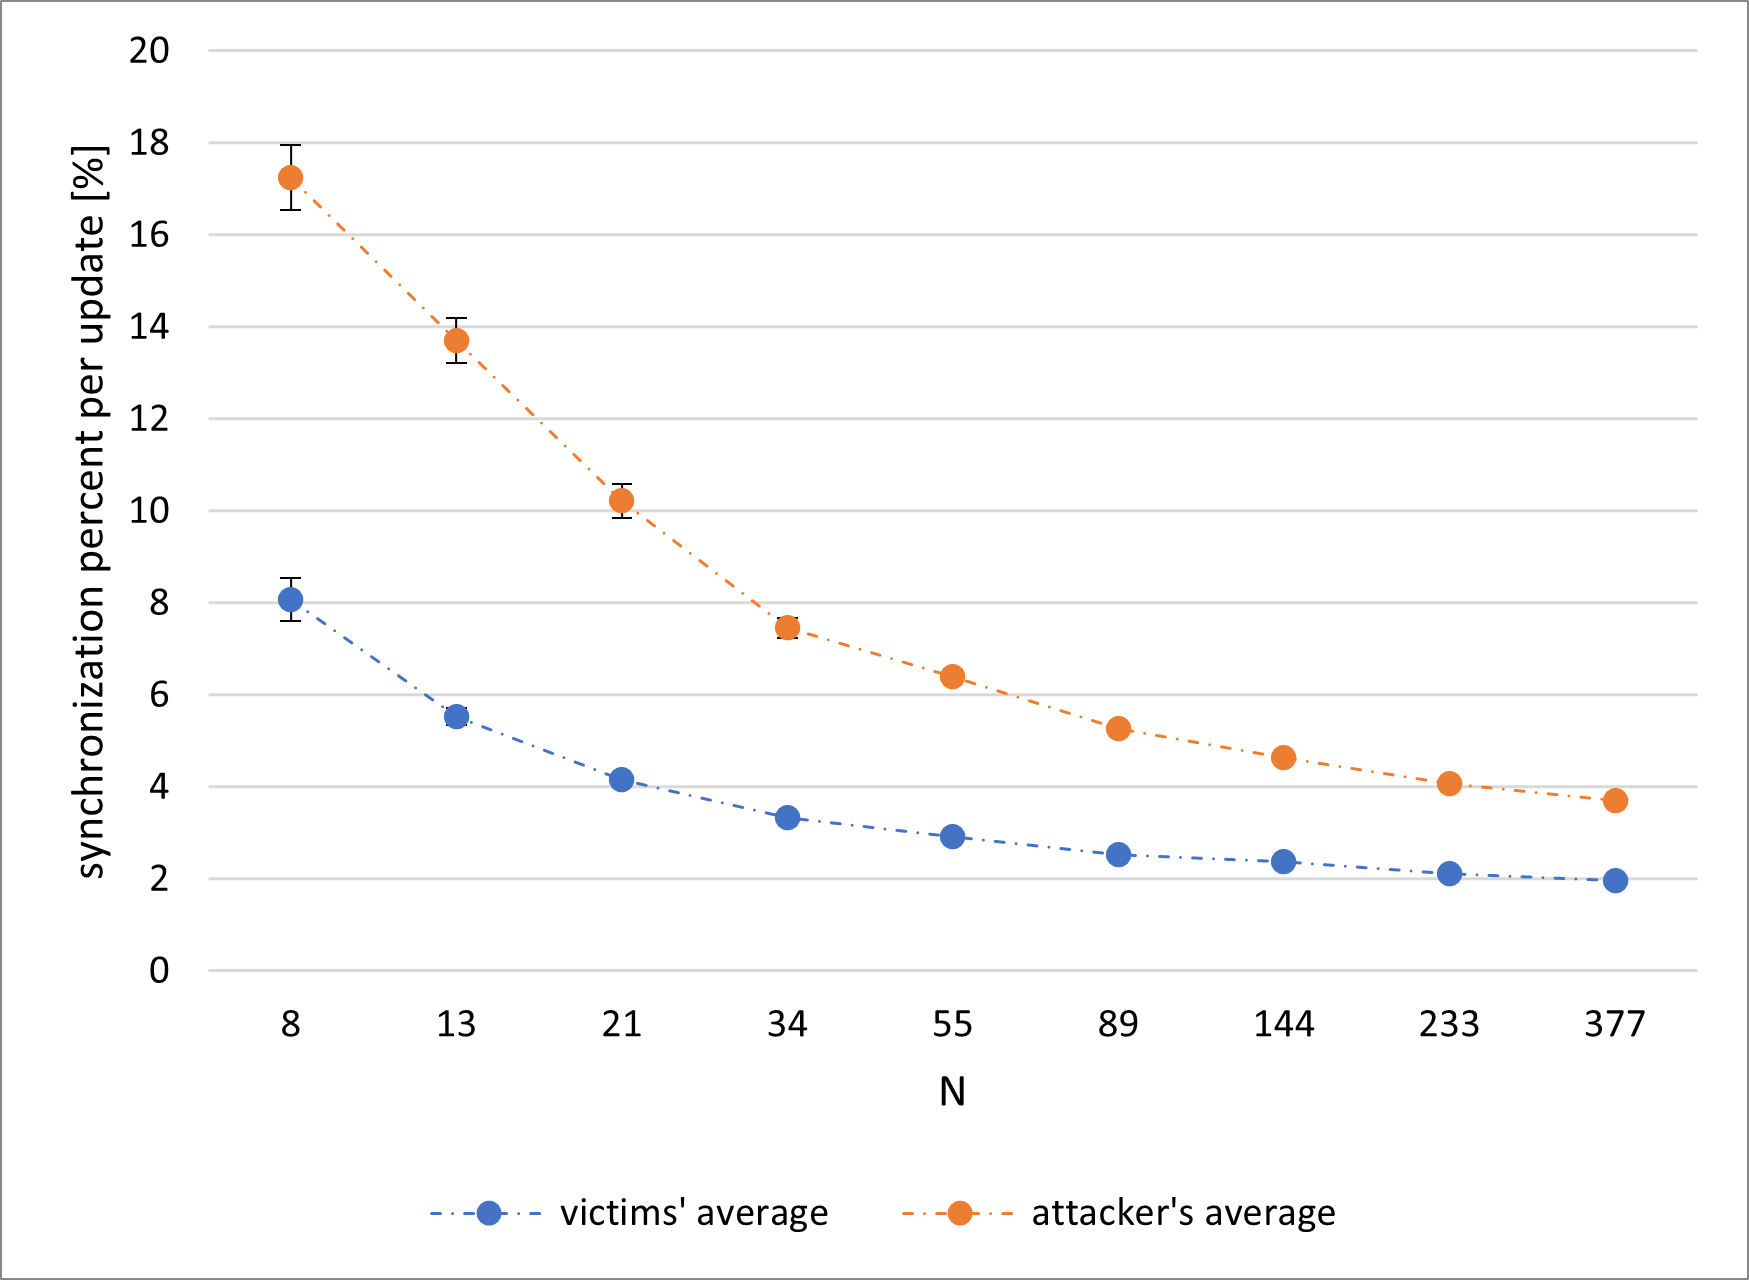 synchronization percent per update [%]
20
18
16
14
12
10
8
6
4
2
0
8 13 21 34 55 89 144 233 377
N
victims' average attacker's average